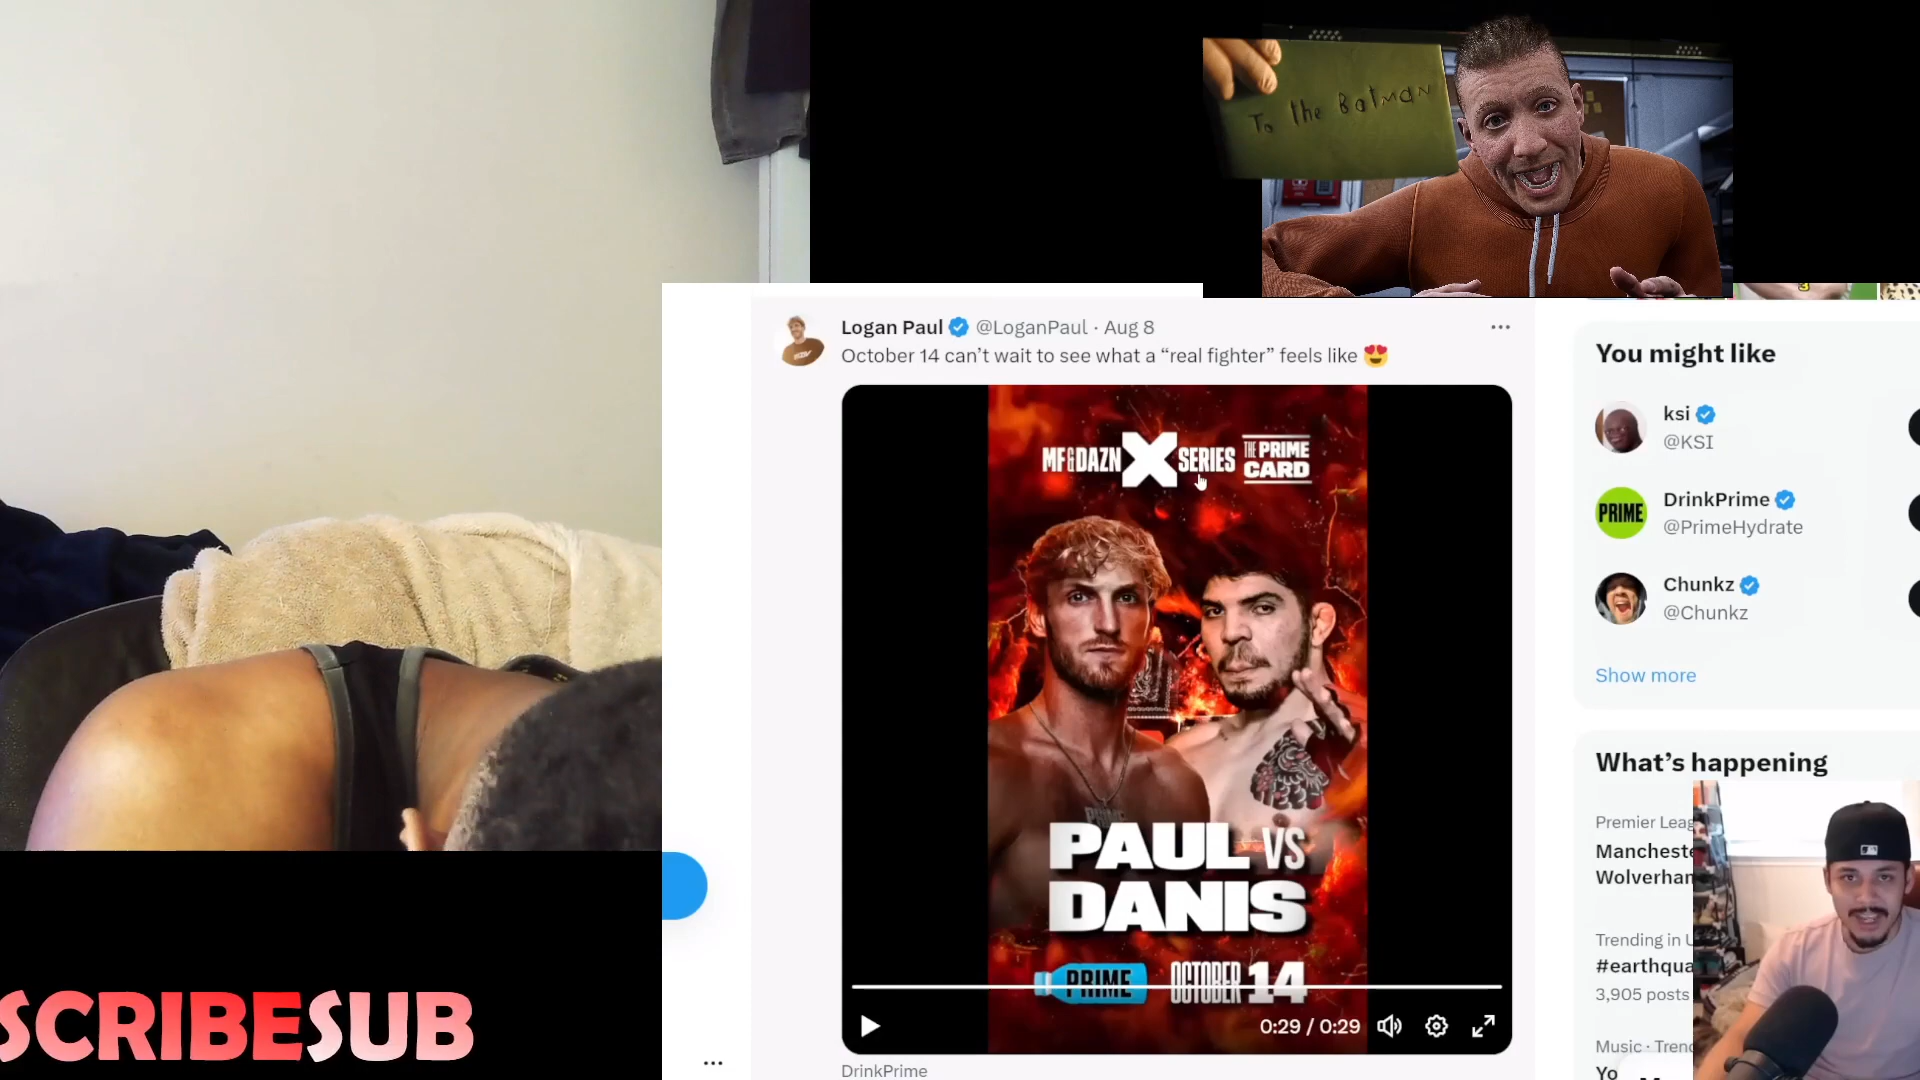 To the Batman
Logan Paul @LoganPaul · Aug 8
October 14 can’t wait to see what a “real fighter” feels like 😍
MF&DAZN X SERIES THE PRIME CARD
PAUL VS
DANIS
PRIME OCTOBER 14
0:29 / 0:29
DrinkPrime
You might like
ksi
@KSI
PRIME
DrinkPrime
@PrimeHydrate
Chunkz
@Chunkz
Show more
What’s happening
Premier Leag
Mancheste
Wolverhan
Trending in U
#earthqua
3,905 posts
Music · Trend
Yo
SCRIBESUB